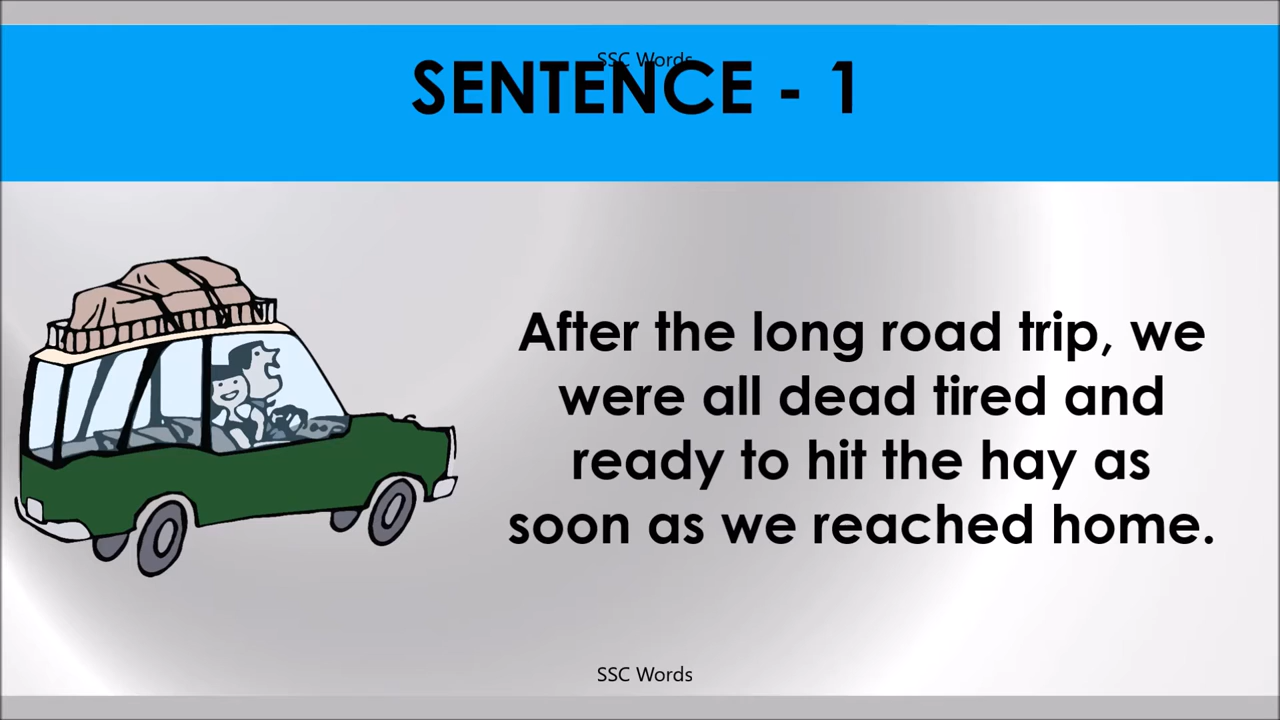 SSC Words
SENTENCE - 1
After the long road trip, we
were all dead tired and
ready to hit the hay as
soon as we reached home.
SSC Words